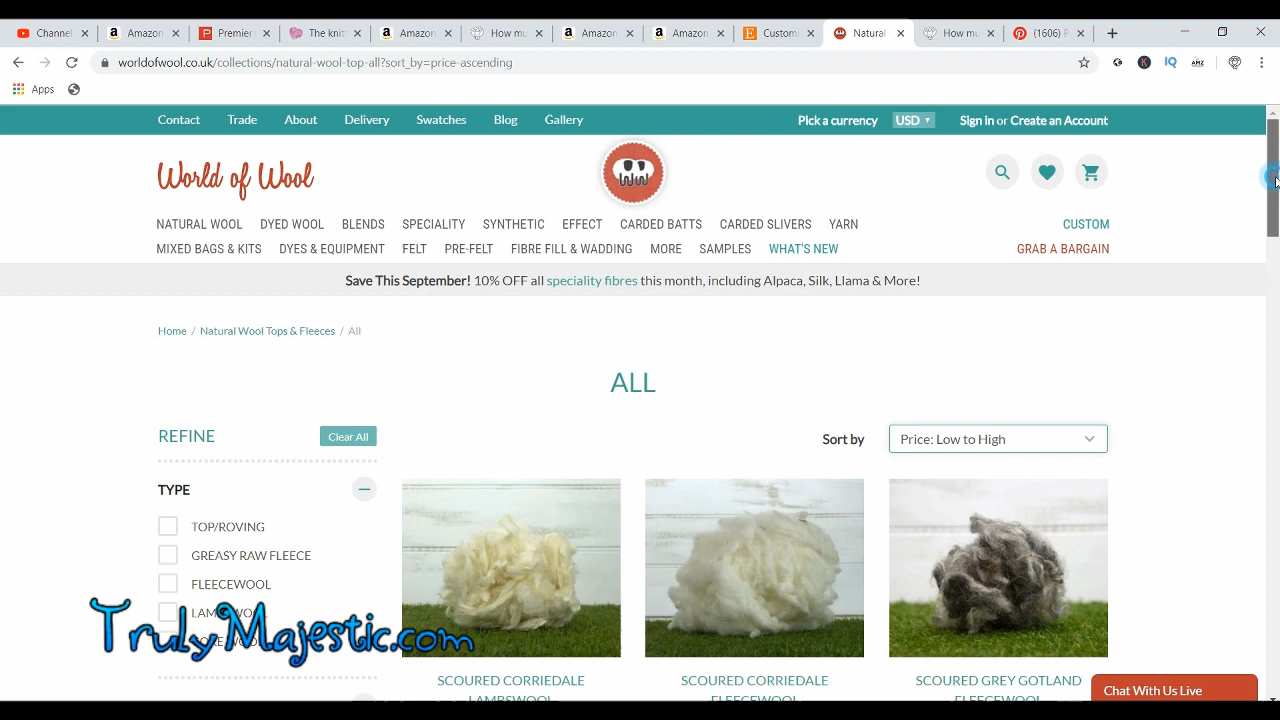 Channel Amazon Premier The knitt Amazon How mu Amazon Amazon Custom Natural How mu (1606) P
worldofwool.co.uk/collections/natural-wool-top-all?sort_by=price-ascending
Apps
Contact Trade About Delivery Swatches Blog Gallery Pick a currency USD Sign in or Create an Account
World of Wool
WW
NATURAL WOOL DYED WOOL BLENDS SPECIALITY SYNTHETIC EFFECT CARDED BATTS CARDED SLIVERS YARN CUSTOM
MIXED BAGS & KITS DYES & EQUIPMENT FELT PRE-FELT FIBRE FILL & WADDING MORE SAMPLES WHAT'S NEW GRAB A BARGAIN
Save This September! 10% OFF all speciality fibres this month, including Alpaca, Silk, Llama & More!
Home / Natural Wool Tops & Fleeces / All
ALL
REFINE Clear All
Sort by Price: Low to High
TYPE
TOP/ROVING
GREASY RAW FLEECE
FLEECEWOOL
TrulyMajestic.com
SCOURED CORRIEDALE
LAMBSWOOL
SCOURED CORRIEDALE
FLEECEWOOL
SCOURED GREY GOTLAND
FLEECEWOOL
Chat With Us Live